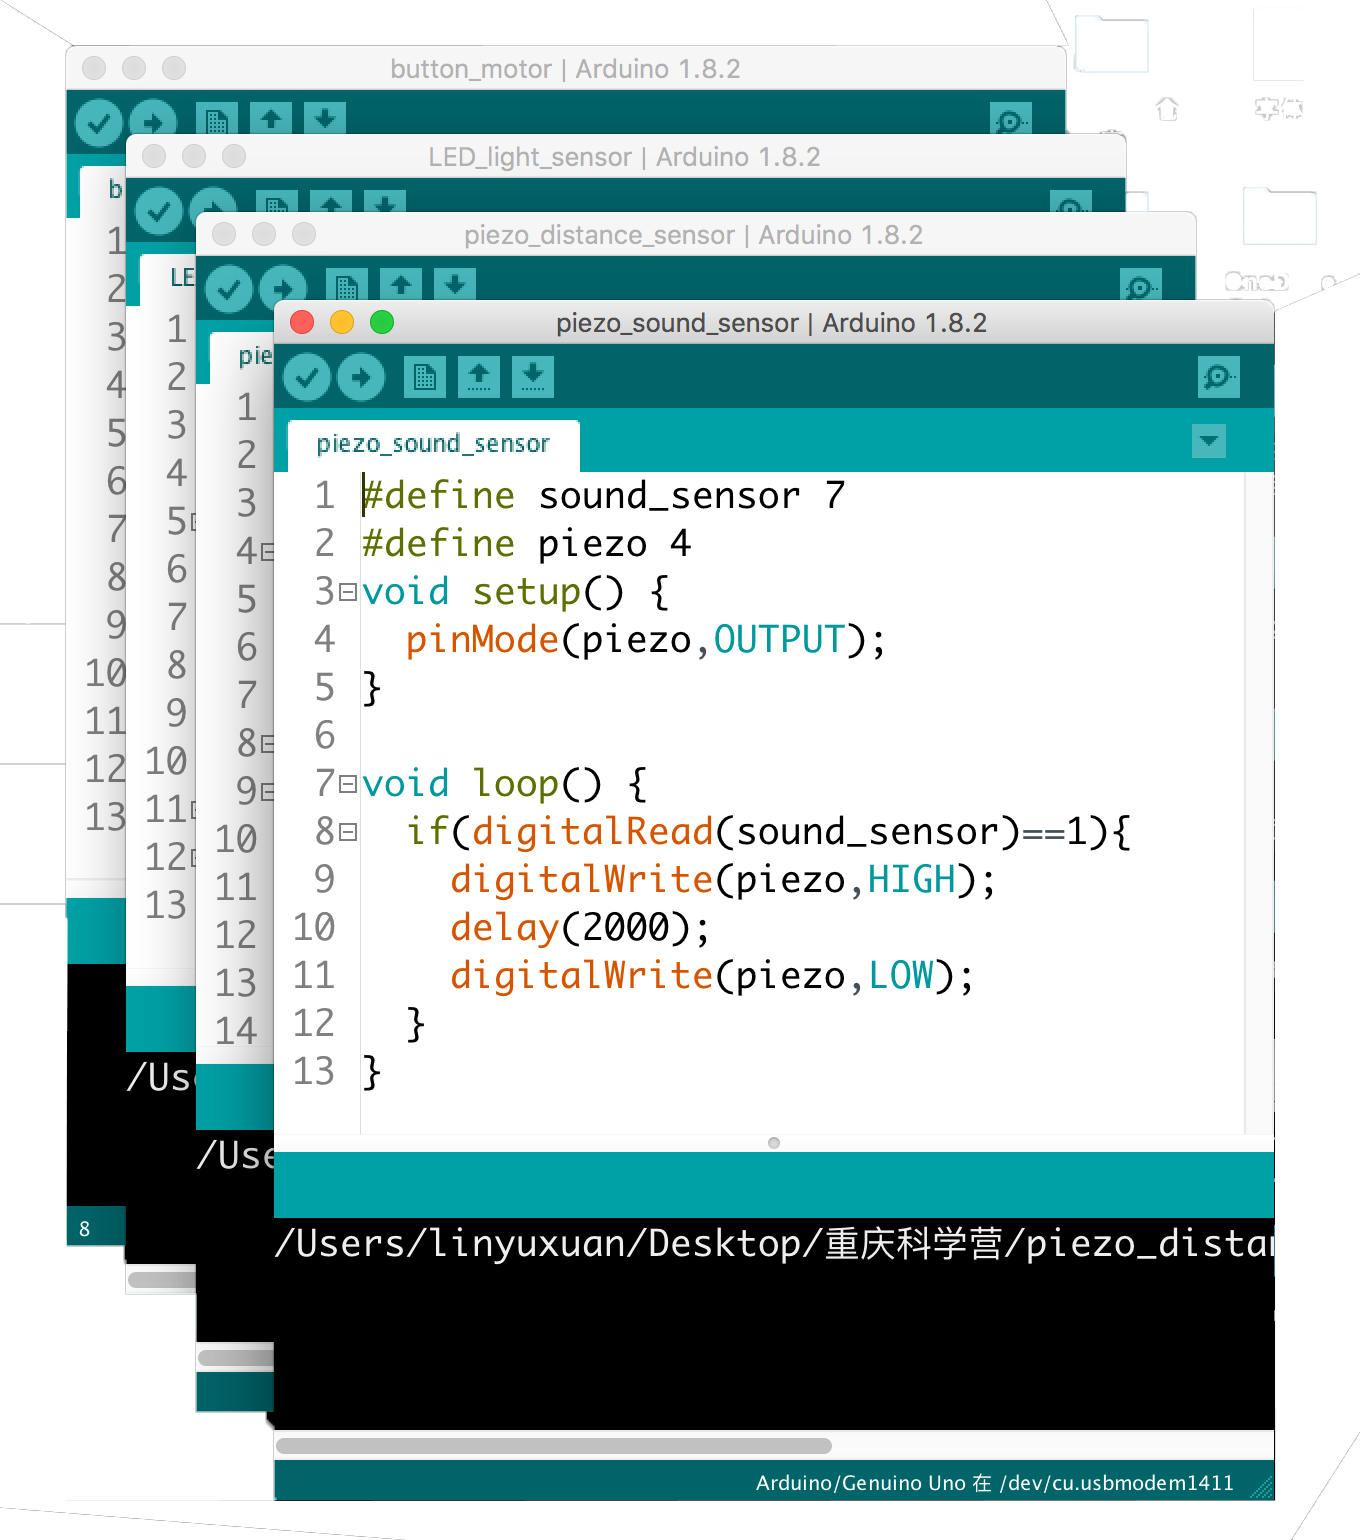 button_motor | Arduino 1.8.2
b
1
2
3
4
5
6
7
8
9
10
11
12
13
8
LED_light_sensor | Arduino 1.8.2
LE
1
2
3
4
5
6
7
8
9
10
11
12
13
/Us
piezo_distance_sensor | Arduino 1.8.2
pie
1
2
3
4
5
6
7
8
9
10
11
12
13
14
/Use
piezo_sound_sensor | Arduino 1.8.2
piezo_sound_sensor
1 #define sound_sensor 7
2 #define piezo 4
3 void setup() {
4   pinMode(piezo,OUTPUT);
5 }
6
7 void loop() {
8   if(digitalRead(sound_sensor)==1){
9     digitalWrite(piezo,HIGH);
10     delay(2000);
11     digitalWrite(piezo,LOW);
12   }
13 }
/Users/linyuxuan/Desktop/重庆科学营/piezo_distan
Arduino/Genuino Uno 在 /dev/cu.usbmodem1411